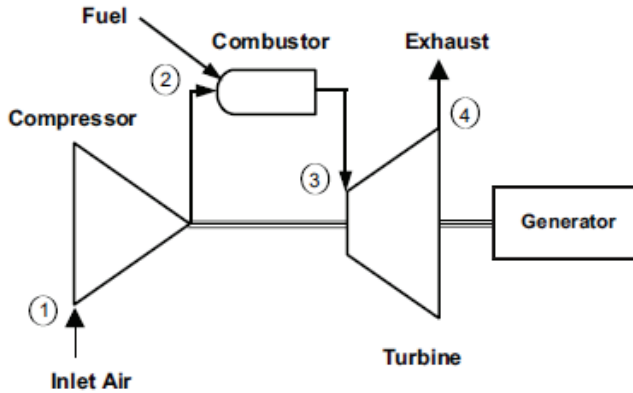 Fuel
Combustor
Exhaust
2
Compressor
4
3
Generator
1
Turbine
Inlet Air